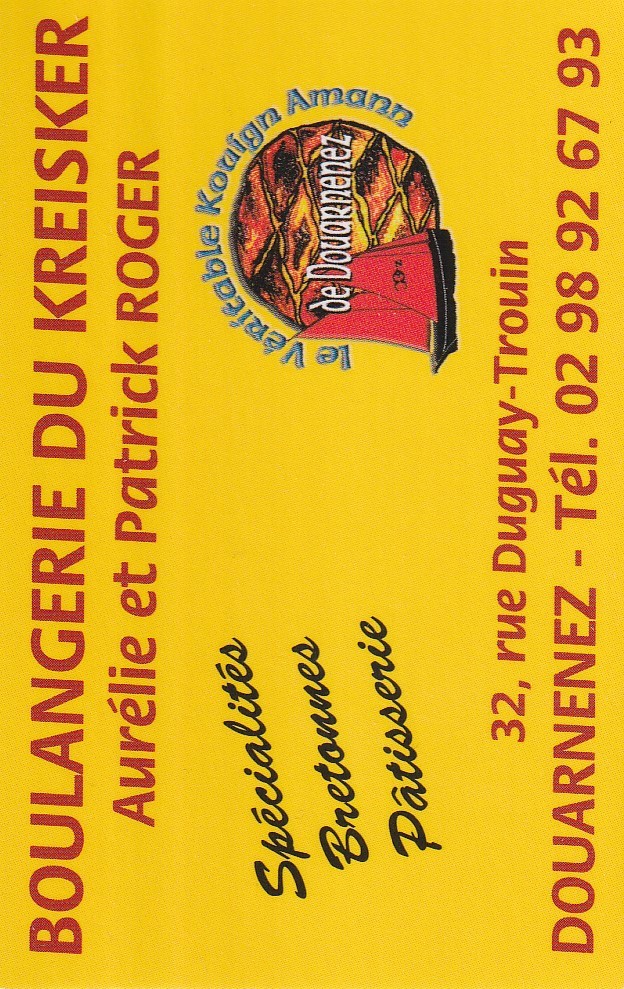 BOULANGERIE DU KREISKER
Aurélie et Patrick ROGER
le Véritable Kouign Amann
de Douarnenez
Spécialités
Bretonnes
Pâtisserie
32, rue Duguay-Trouin
DOUARNENEZ - Tél. 02 98 92 67 93